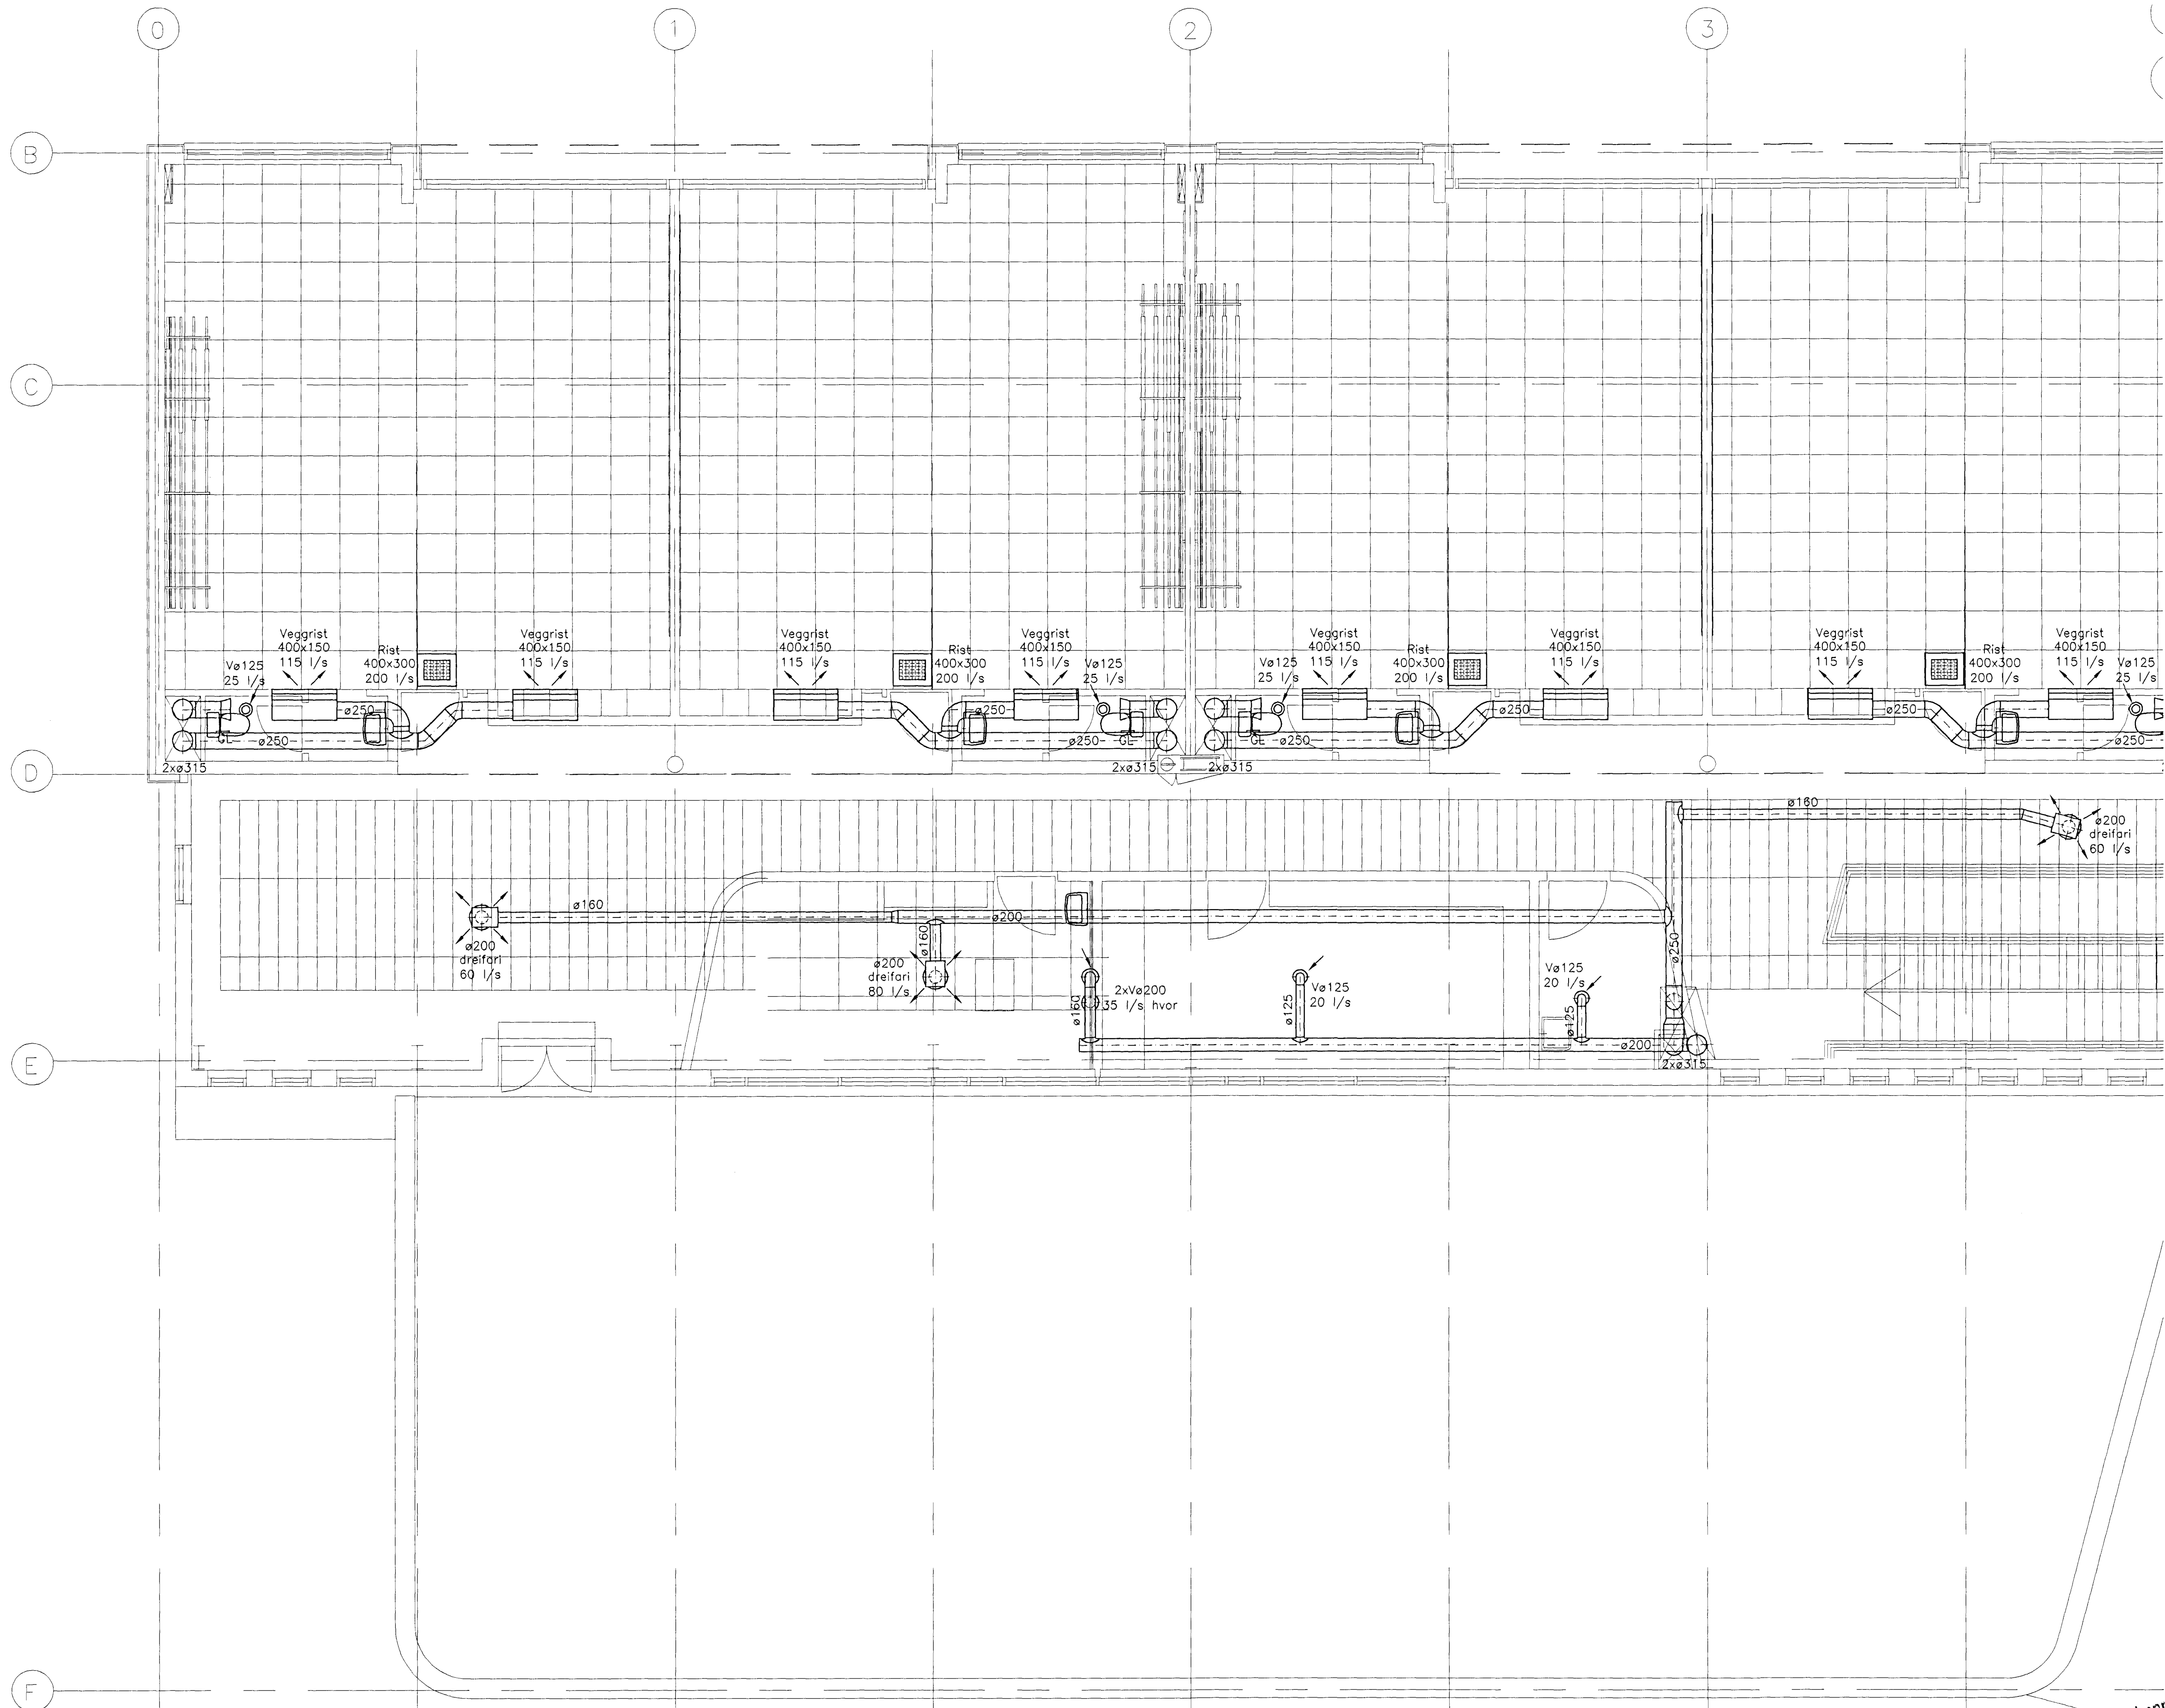 0
1
2
3
B
C
D
E
F
Veggrist
400x150
115 l/s
Vø125
25 l/s
Rist
400x300
200 l/s
Veggrist
400x150
115 l/s
Veggrist
400x150
115 l/s
Rist
400x300
200 l/s
Veggrist
400x150
115 l/s
Vø125
25 l/s
Vø125
25 l/s
Veggrist
400x150
115 l/s
Rist
400x300
200 l/s
Veggrist
400x150
115 l/s
Veggrist
400x150
115 l/s
Rist
400x300
200 l/s
Veggrist
400x150
115 l/s
Vø125
25 l/s
ø250
GL
ø250
2xø315
ø250
ø250
GL
2xø315
2xø315
GL
ø250
ø250
ø250
ø250
ø160
ø200
dreifari
60 l/s
ø160
ø200
dreifari
60 l/s
ø200
ø160
ø200
dreifari
80 l/s
ø250
ø160
2xVø200
35 l/s hvor
ø125
Vø125
20 l/s
Vø125
20 l/s
ø125
ø200
2xø315